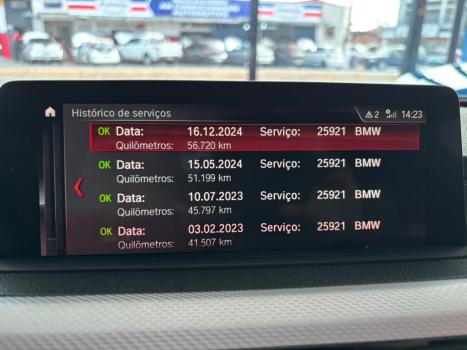 Histórico de serviços
2
14:23
OK Data: 16.12.2024 Serviço: 25921 BMW
Quilômetros: 56.720 km
OK Data: 15.05.2024 Serviço: 25921 BMW
Quilômetros: 51.199 km
OK Data: 10.07.2023 Serviço: 25921 BMW
Quilômetros: 45.797 km
OK Data: 03.02.2023 Serviço: 25921 BMW
Quilômetros: 41.507 km